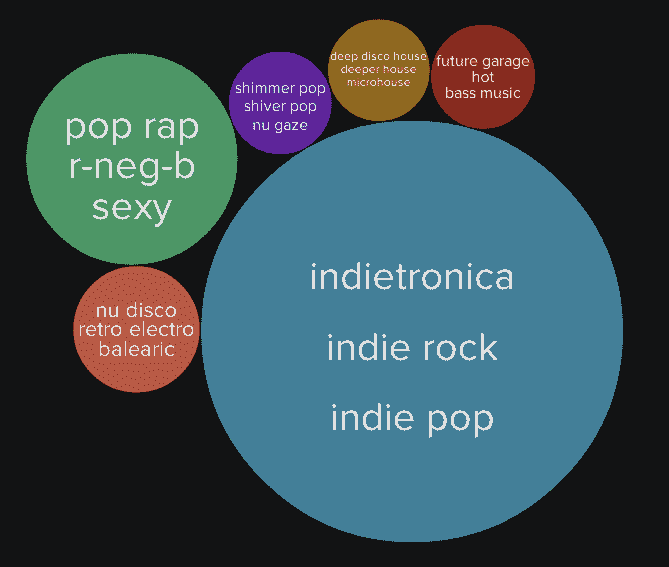 deep disco house
deeper house
microhouse
future garage
hot
bass music
shimmer pop
shiver pop
nu gaze
pop rap
r-neg-b
sexy
indietronica
indie rock
indie pop
nu disco
retro electro
balearic